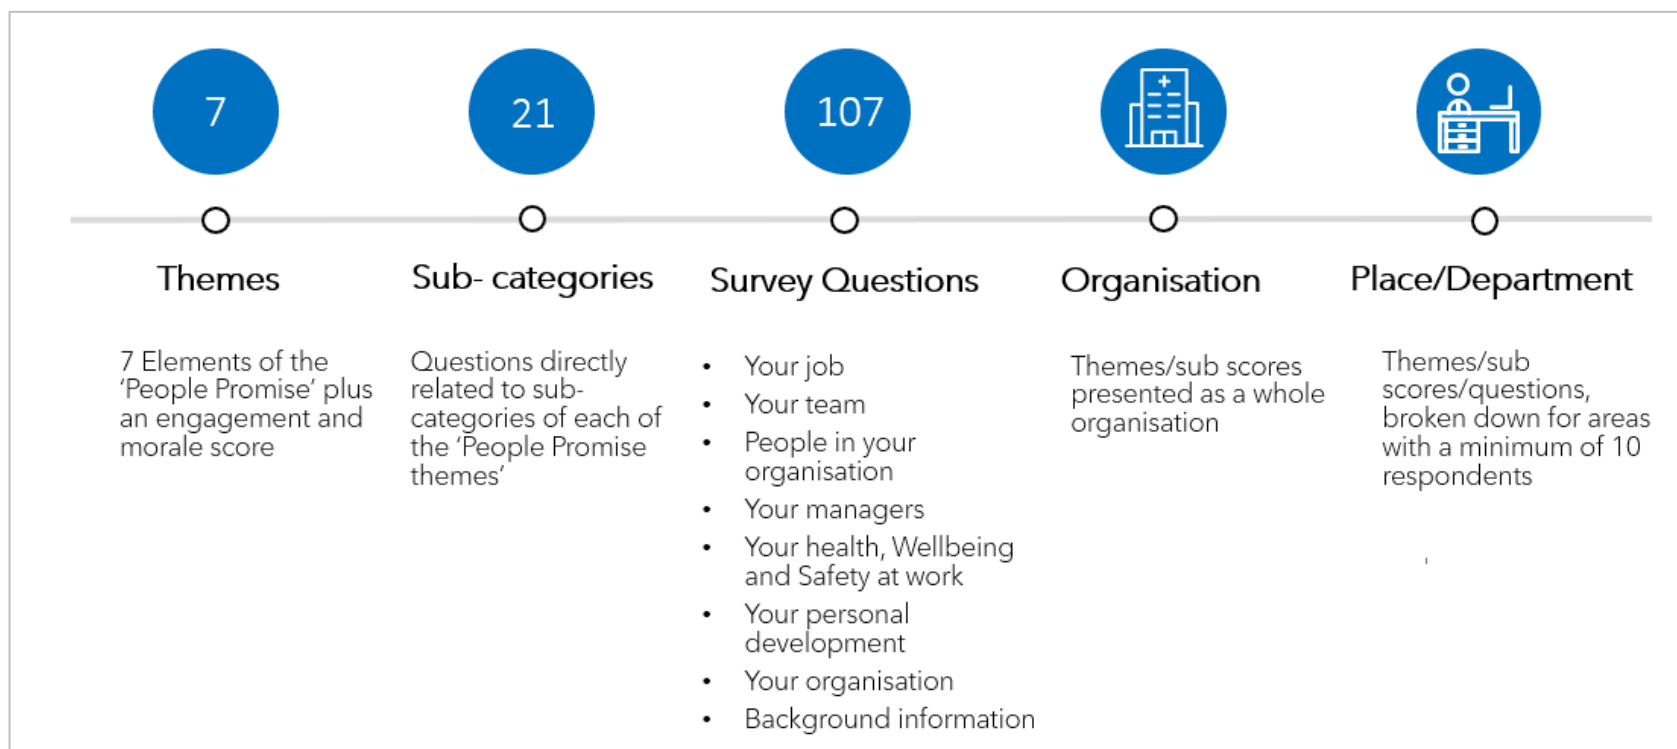 7
21
107
Themes
Sub- categories
Survey Questions
Organisation
Place/Department
7 Elements of the
‘People Promise’ plus
an engagement and
morale score
Questions directly
related to sub-
categories of each of
the ‘People Promise
themes’
• Your job
• Your team
• People in your
organisation
• Your managers
• Your health, Wellbeing
and Safety at work
• Your personal
development
• Your organisation
• Background information
Themes/sub scores
presented as a whole
organisation
Themes/sub
scores/questions,
broken down for areas
with a minimum of 10
respondents